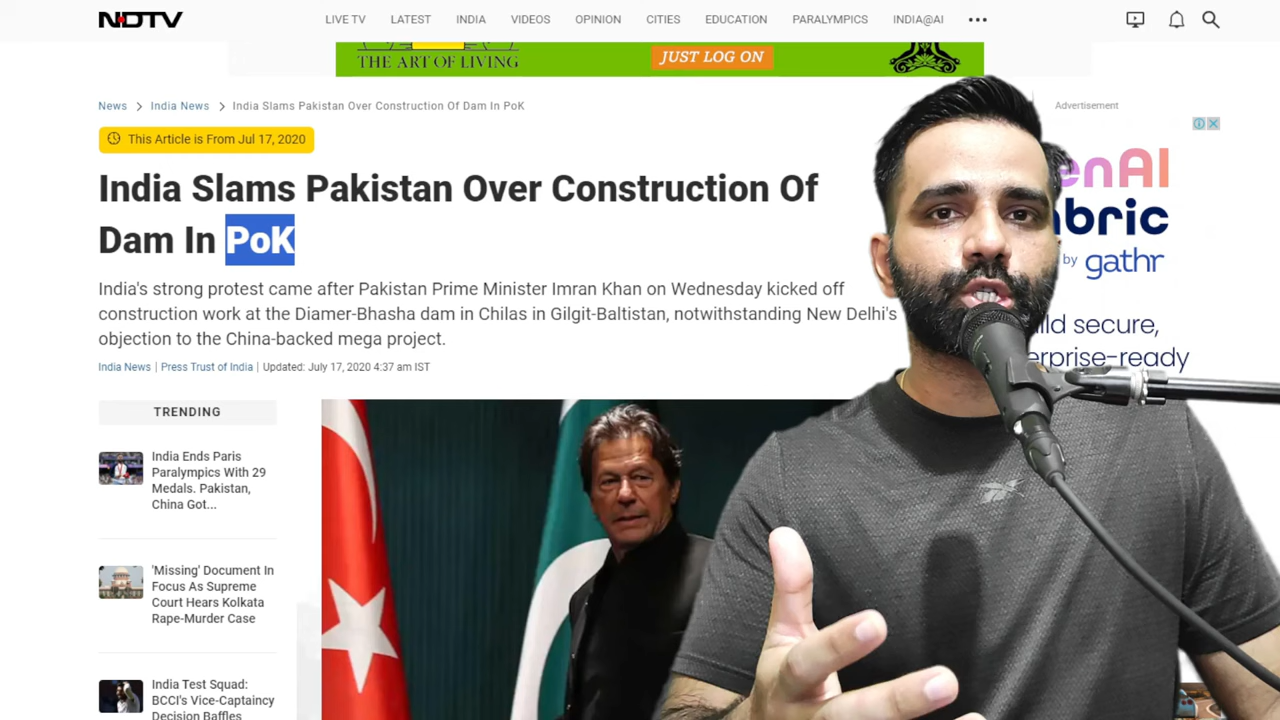 NDTV
LIVE TV LATEST INDIA VIDEOS OPINION CITIES EDUCATION PARALYMPICS INDIA@AI
THE ART OF LIVING
JUST LOG ON
News > India News > India Slams Pakistan Over Construction Of Dam In PoK
Advertisement
This Article is From Jul 17, 2020
India Slams Pakistan Over Construction Of
Dam In PoK
by gathr
India's strong protest came after Pakistan Prime Minister Imran Khan on Wednesday kicked off
construction work at the Diamer-Bhasha dam in Chilas in Gilgit-Baltistan, notwithstanding New Delhi's
objection to the China-backed mega project.
secure,
India News | Press Trust of India | Updated: July 17, 2020 4:37 am IST
TRENDING
India Ends Paris
Paralympics With 29
Medals. Pakistan,
China Got...
'Missing' Document In
Focus As Supreme
Court Hears Kolkata
Rape-Murder Case
India Test Squad:
BCCI's Vice-Captaincy
Decision Baffles